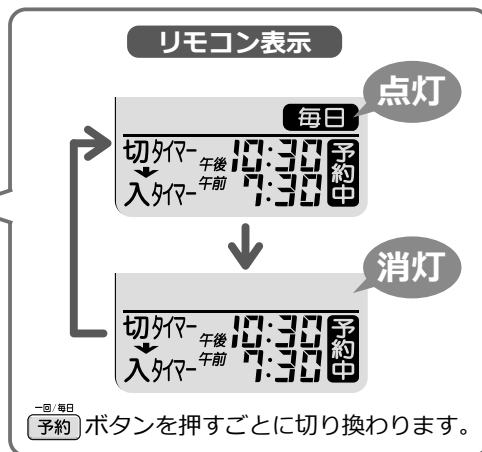 リモコン表示
点灯
毎日
切タイマー 午後 10:30
入タイマー 午前 7:30
予約中
消灯
切タイマー 午後 10:30
入タイマー 午前 7:30
予約中
一回/毎日
予約 ボタンを押すごとに切り換わります。